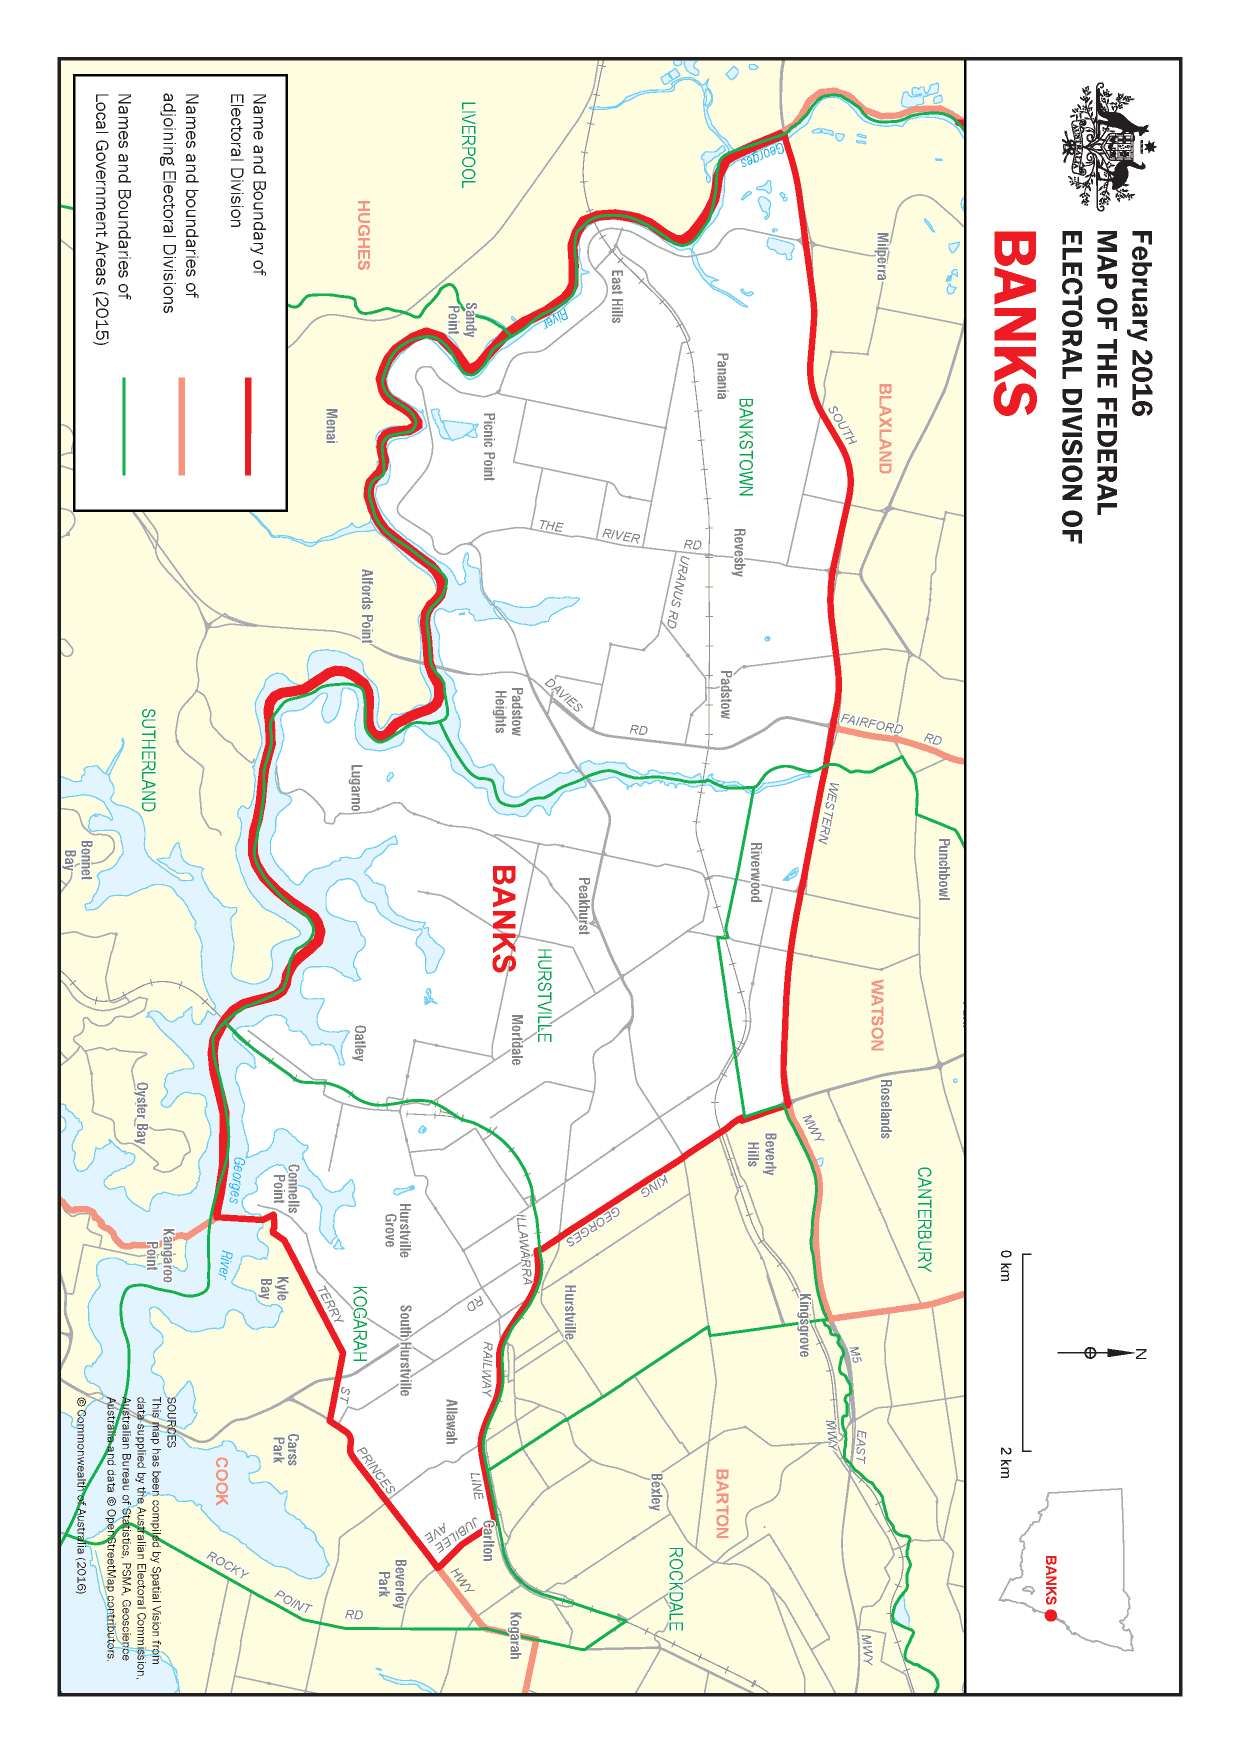 February 2016
MAP OF THE FEDERAL
ELECTORAL DIVISION OF
BANKS
N
0 km
2 km
BANKS
Milperra
BLAXLAND
SOUTH
Punchbowl
FAIRFORD
RD
WESTERN
WATSON
Roselands
MWY
CANTERBURY
Georges
East Hills
Panania
BANKSTOWN
Revesby
Padstow
Riverwood
Beverly
Hills
Kingsgrove
M5
EAST
MWY
MWY
LIVERPOOL
HUGHES
Sandy
Point
River
Picnic Point
THE
RIVER
RD
URANUS RD
DAVIES
RD
Padstow
Heights
Peakhurst
BANKS
HURSTVILLE
Mortdale
KING
GEORGES
RD
Hurstville
BARTON
Bexley
ROCKDALE
Menai
Alfords Point
Lugarno
Oatley
Hurstville
Grove
ILLAWARRA
RAILWAY
LINE
South Hurstville
Allawah
Carlton
JUBILEE
AVE
KOGARAH
TERRY
ST
PRINCES
HWY
Kogarah
Beverley
Park
Connells
Point
Kyle
Bay
Carss
Park
COOK
ROCKY
POINT
RD
SUTHERLAND
Bonnet
Bay
Oyster Bay
Georges
River
Kangaroo
Point
Name and Boundary of
Electoral Division
Names and boundaries of
adjoining Electoral Divisions
Names and Boundaries of
Local Government Areas (2015)
SOURCES
This map has been compiled by Spatial Vision from
data supplied by the Australian Electoral Commission,
Australian Bureau of Statistics, PSMA, Geoscience
Australia and data © OpenStreetMap contributors.
© Commonwealth of Australia (2016)